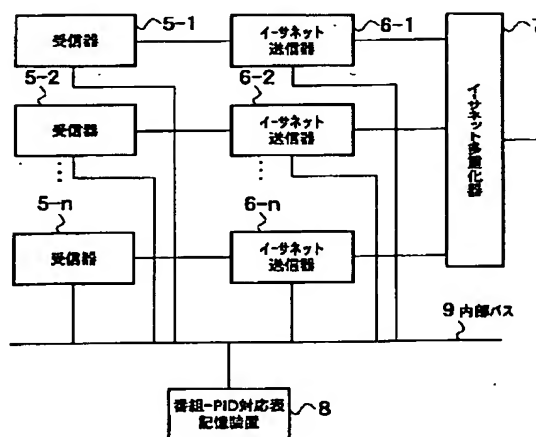 受信器
5-1
イーサネット
送信器
6-1
7
5-2
受信器
6-2
イーサネット
送信器
イーサネット多重化器
5-n
受信器
6-n
イーサネット
送信器
9 内部バス
番組-PID対応表
記憶装置
8